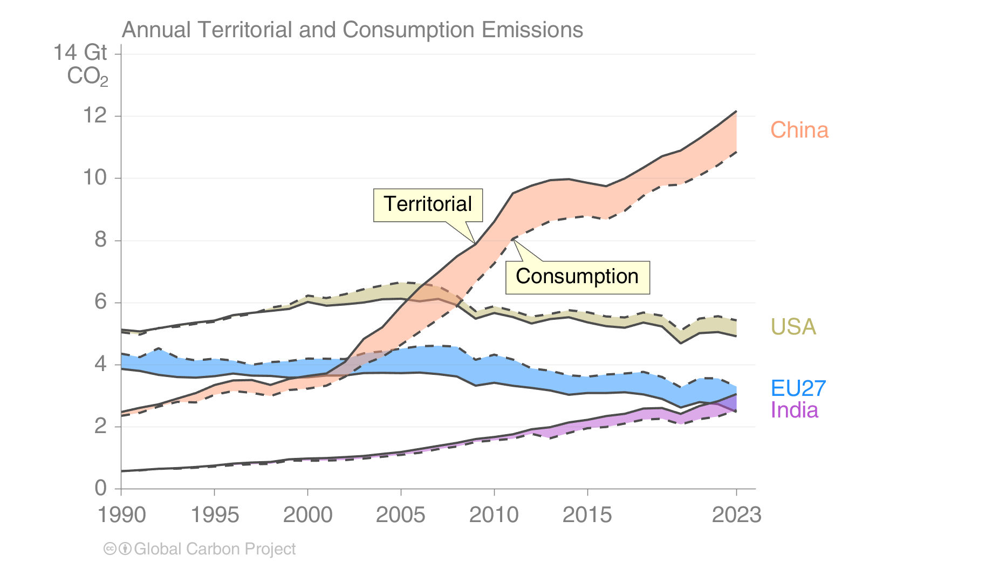 Annual Territorial and Consumption Emissions
14 Gt
CO₂
12
10
8
6
4
2
0
Territorial
Consumption
China
USA
EU27
India
1990 1995 2000 2005 2010 2015 2023
cc Global Carbon Project